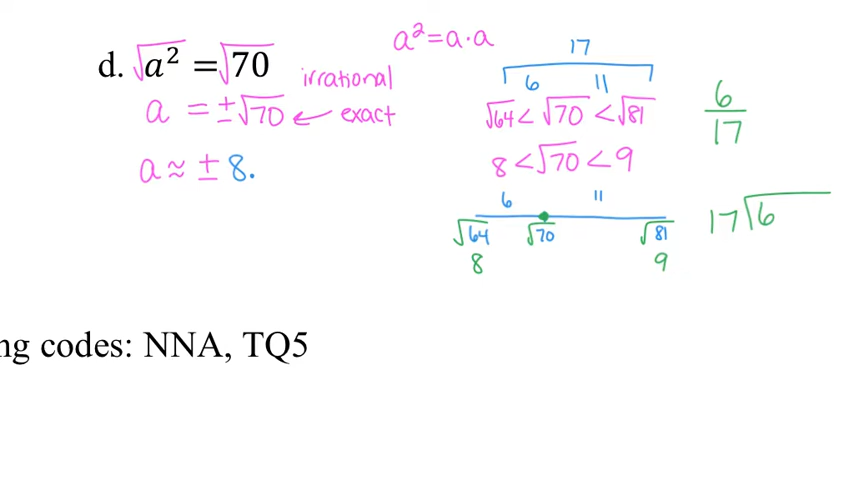 d. √a² = √70
a = ±√70 ← exact
irrational
a ≈ ± 8.
a² = a · a
17
6 11
√64 < √70 < √81
8 < √70 < 9
6 11
√64 √70 √81
8 9
6/17
17√6
ng codes: NNA, TQ5